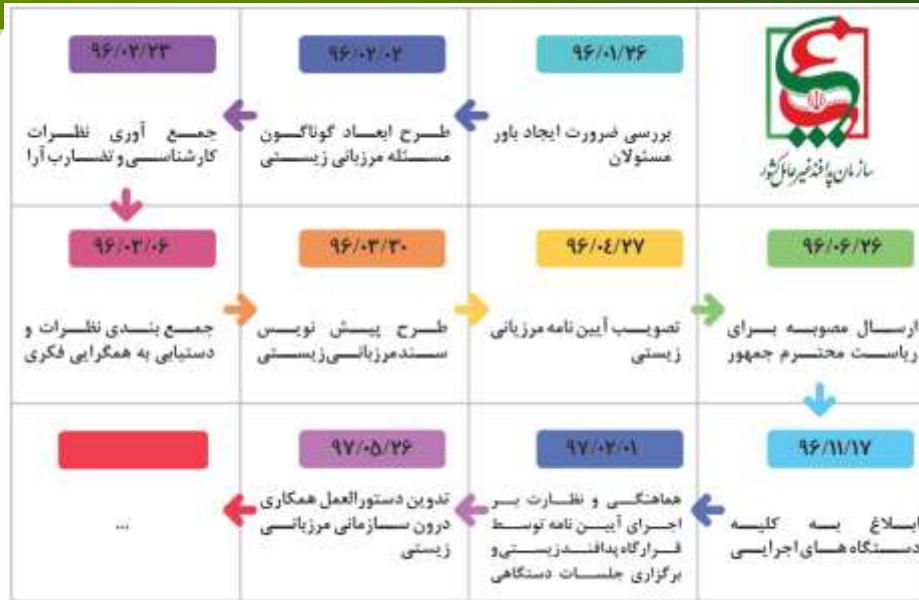 سازمان پدافند غیرعامل کشور
۹۶/۰۱/۲۶
بررسی ضرورت ایجاد باور
مسئولان
۹۶/۰۲/۰۲
طرح ابعاد گوناگون
مسئله مرزبانی زیستی
۹۶/۰۲/۲۳
جمع آوری نظرات
کارشناسی و تضارب آرا
۹۶/۰۳/۰۶
جمع بندی نظرات و
دستیابی به همگرایی فکری
۹۶/۰۳/۳۰
طرح پیش نویس
سند مرزبانی زیستی
۹۶/۰٤/۲۷
تصویب آیین نامه مرزبانی
زیستی
۹۶/۰۶/۲۶
ارسال مصوبه برای
ریاست محترم جمهور
۹۶/۱۱/۱۷
ابلاغ به کلیه
دستگاه های اجرایی
۹۷/۰۲/۰۱
هماهنگی و نظارت بر
اجرای آیین نامه توسط
قرارگاه پدافند زیستی و
برگزاری جلسات دستگاهی
۹۷/۰۵/۲۶
تدوین دستورالعمل همکاری
درون سازمانی مرزبانی
زیستی
...